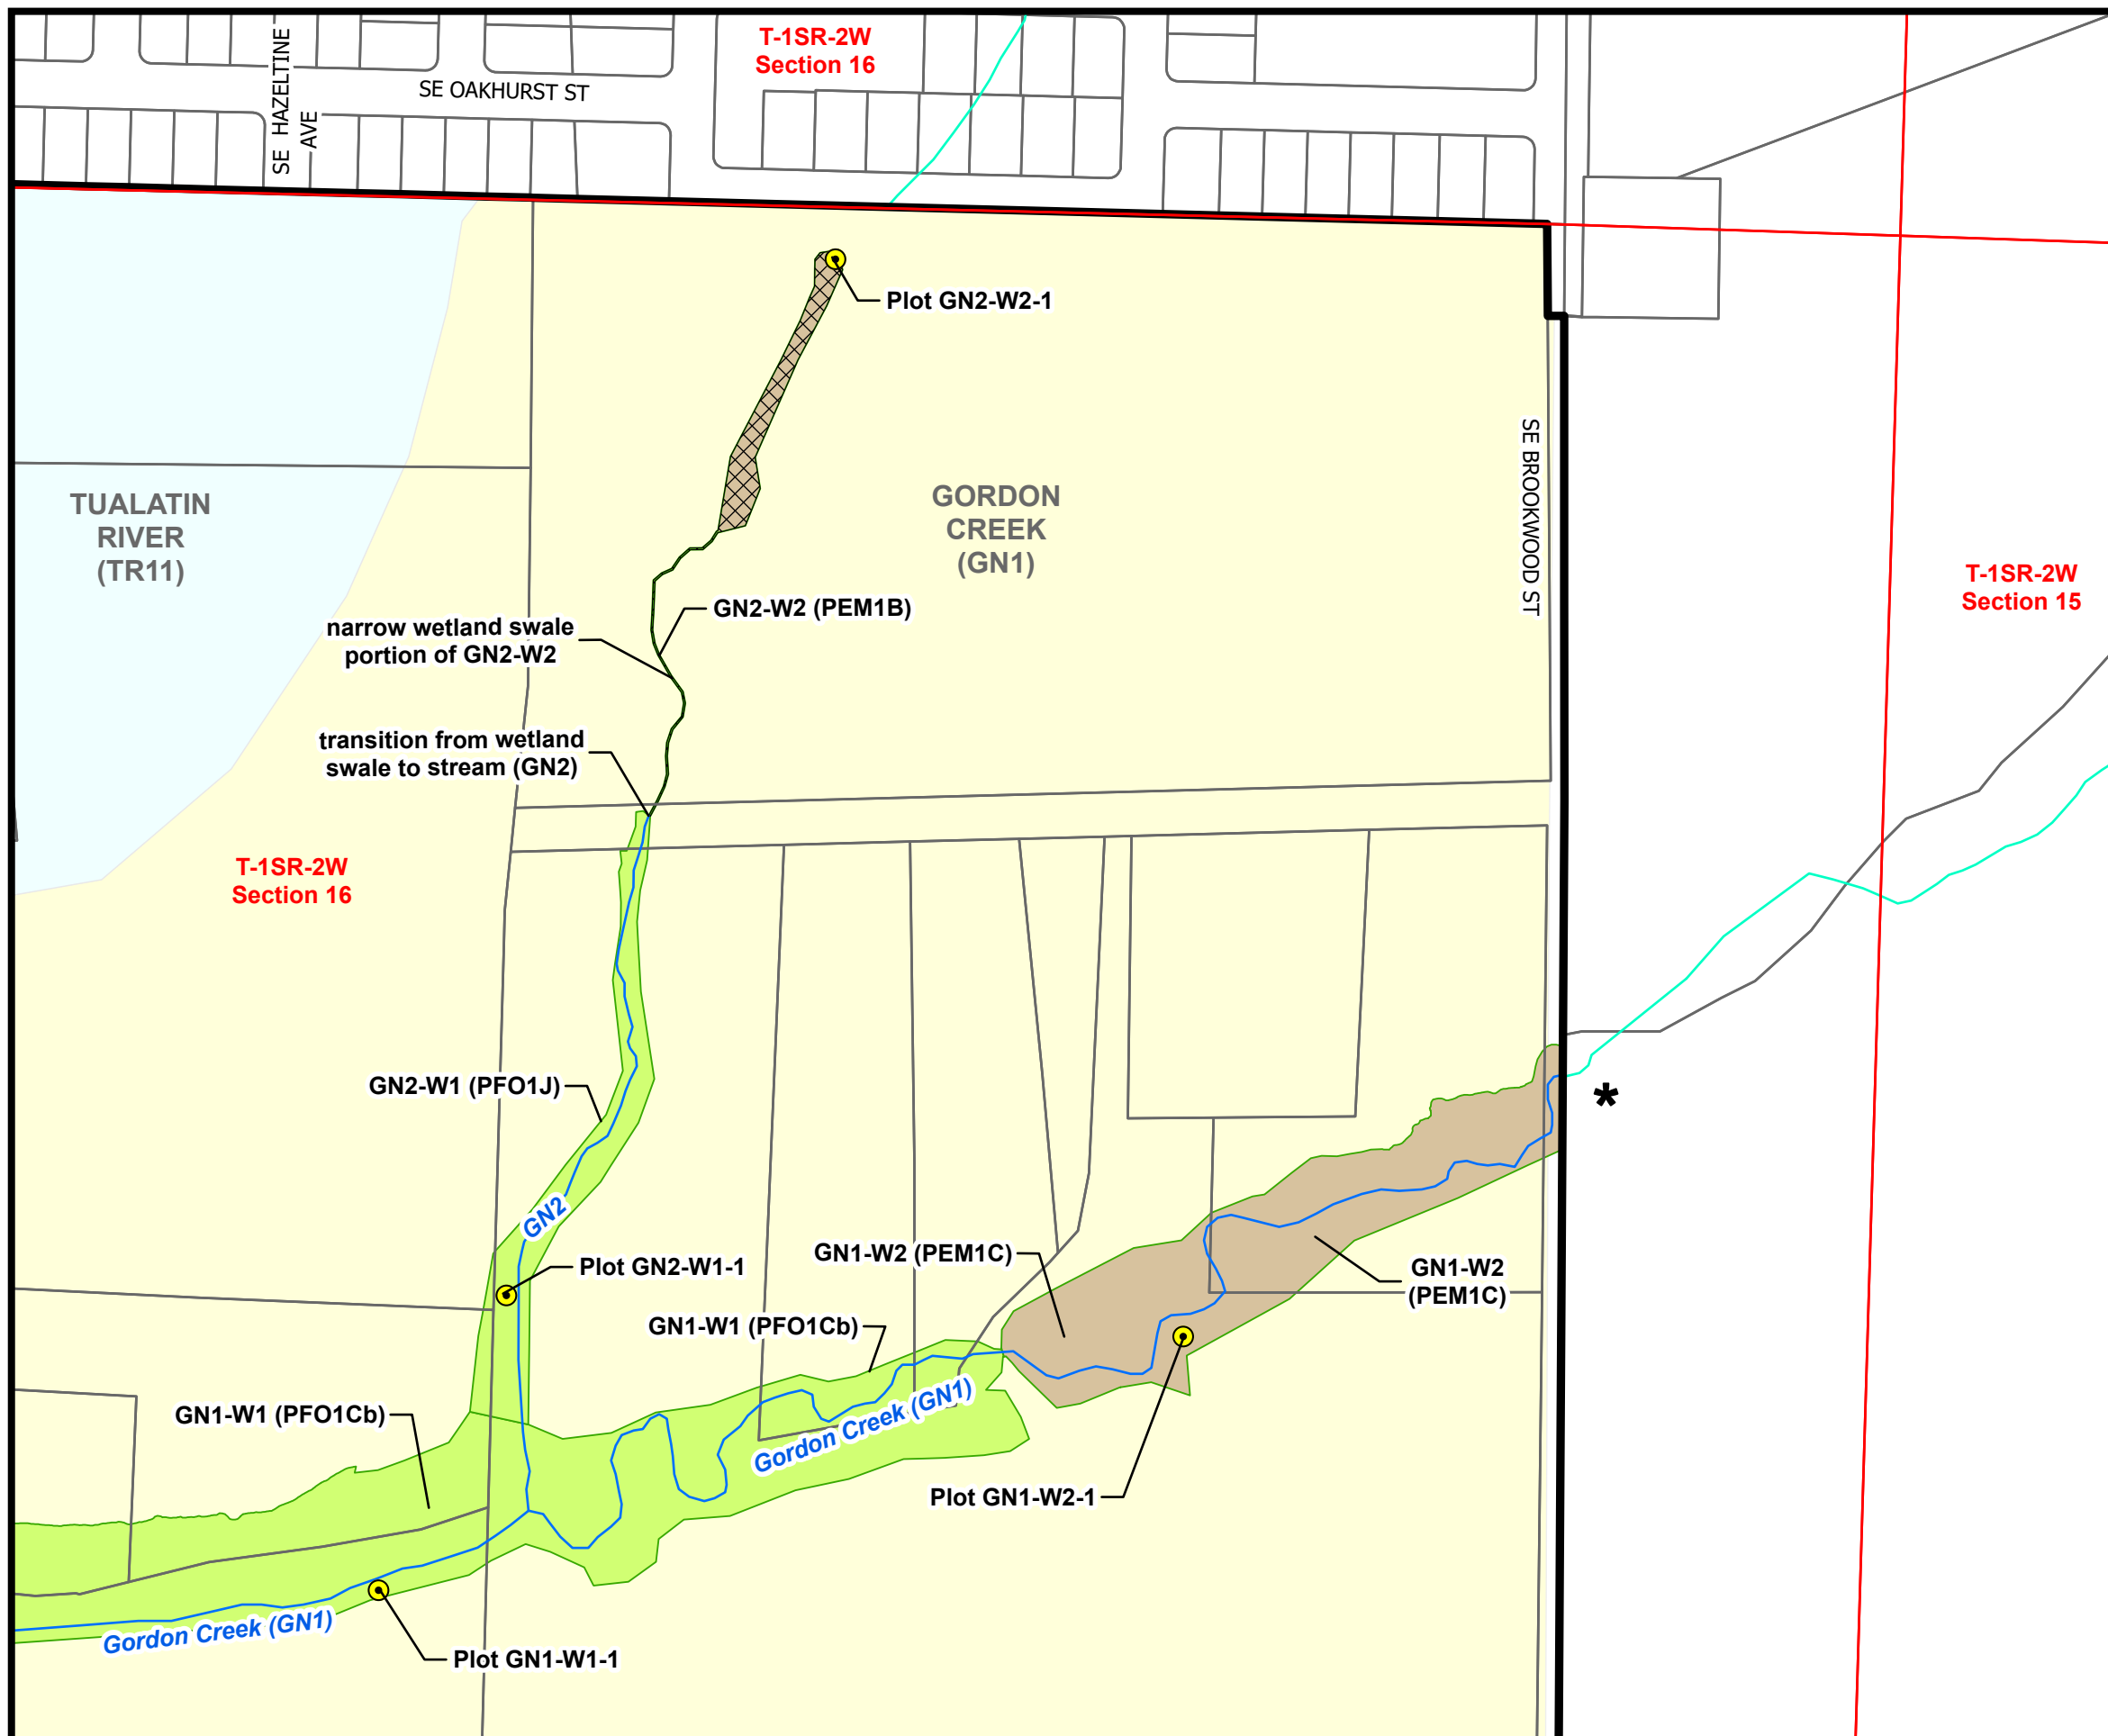 T-1SR-2W
Section 16
SE HAZELTINE
AVE
SE OAKHURST ST
Plot GN2-W2-1
SE BROOKWOOD ST
TUALATIN
RIVER
(TR11)
GORDON
CREEK
(GN1)
T-1SR-2W
Section 15
GN2-W2 (PEM1B)
narrow wetland swale
portion of GN2-W2
transition from wetland
swale to stream (GN2)
T-1SR-2W
Section 16
GN2-W1 (PFO1J)
*
GN2
Plot GN2-W1-1
GN1-W2 (PEM1C)
GN1-W2
(PEM1C)
GN1-W1 (PFO1Cb)
GN1-W1 (PFO1Cb)
Gordon Creek (GN1)
Plot GN1-W2-1
Gordon Creek (GN1)
Plot GN1-W1-1